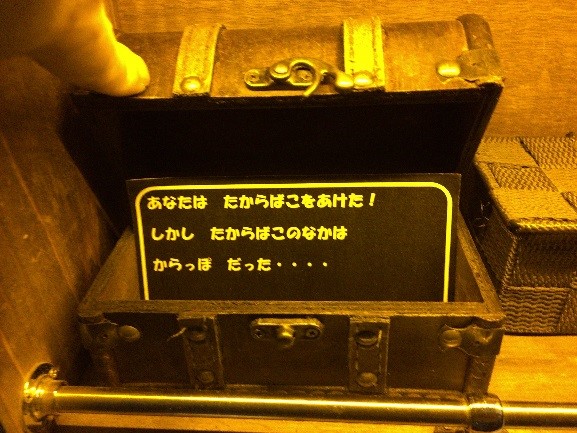 あなたは　たからばこをあけた！
しかし　たからばこのなかは
からっぽ　だった・・・・